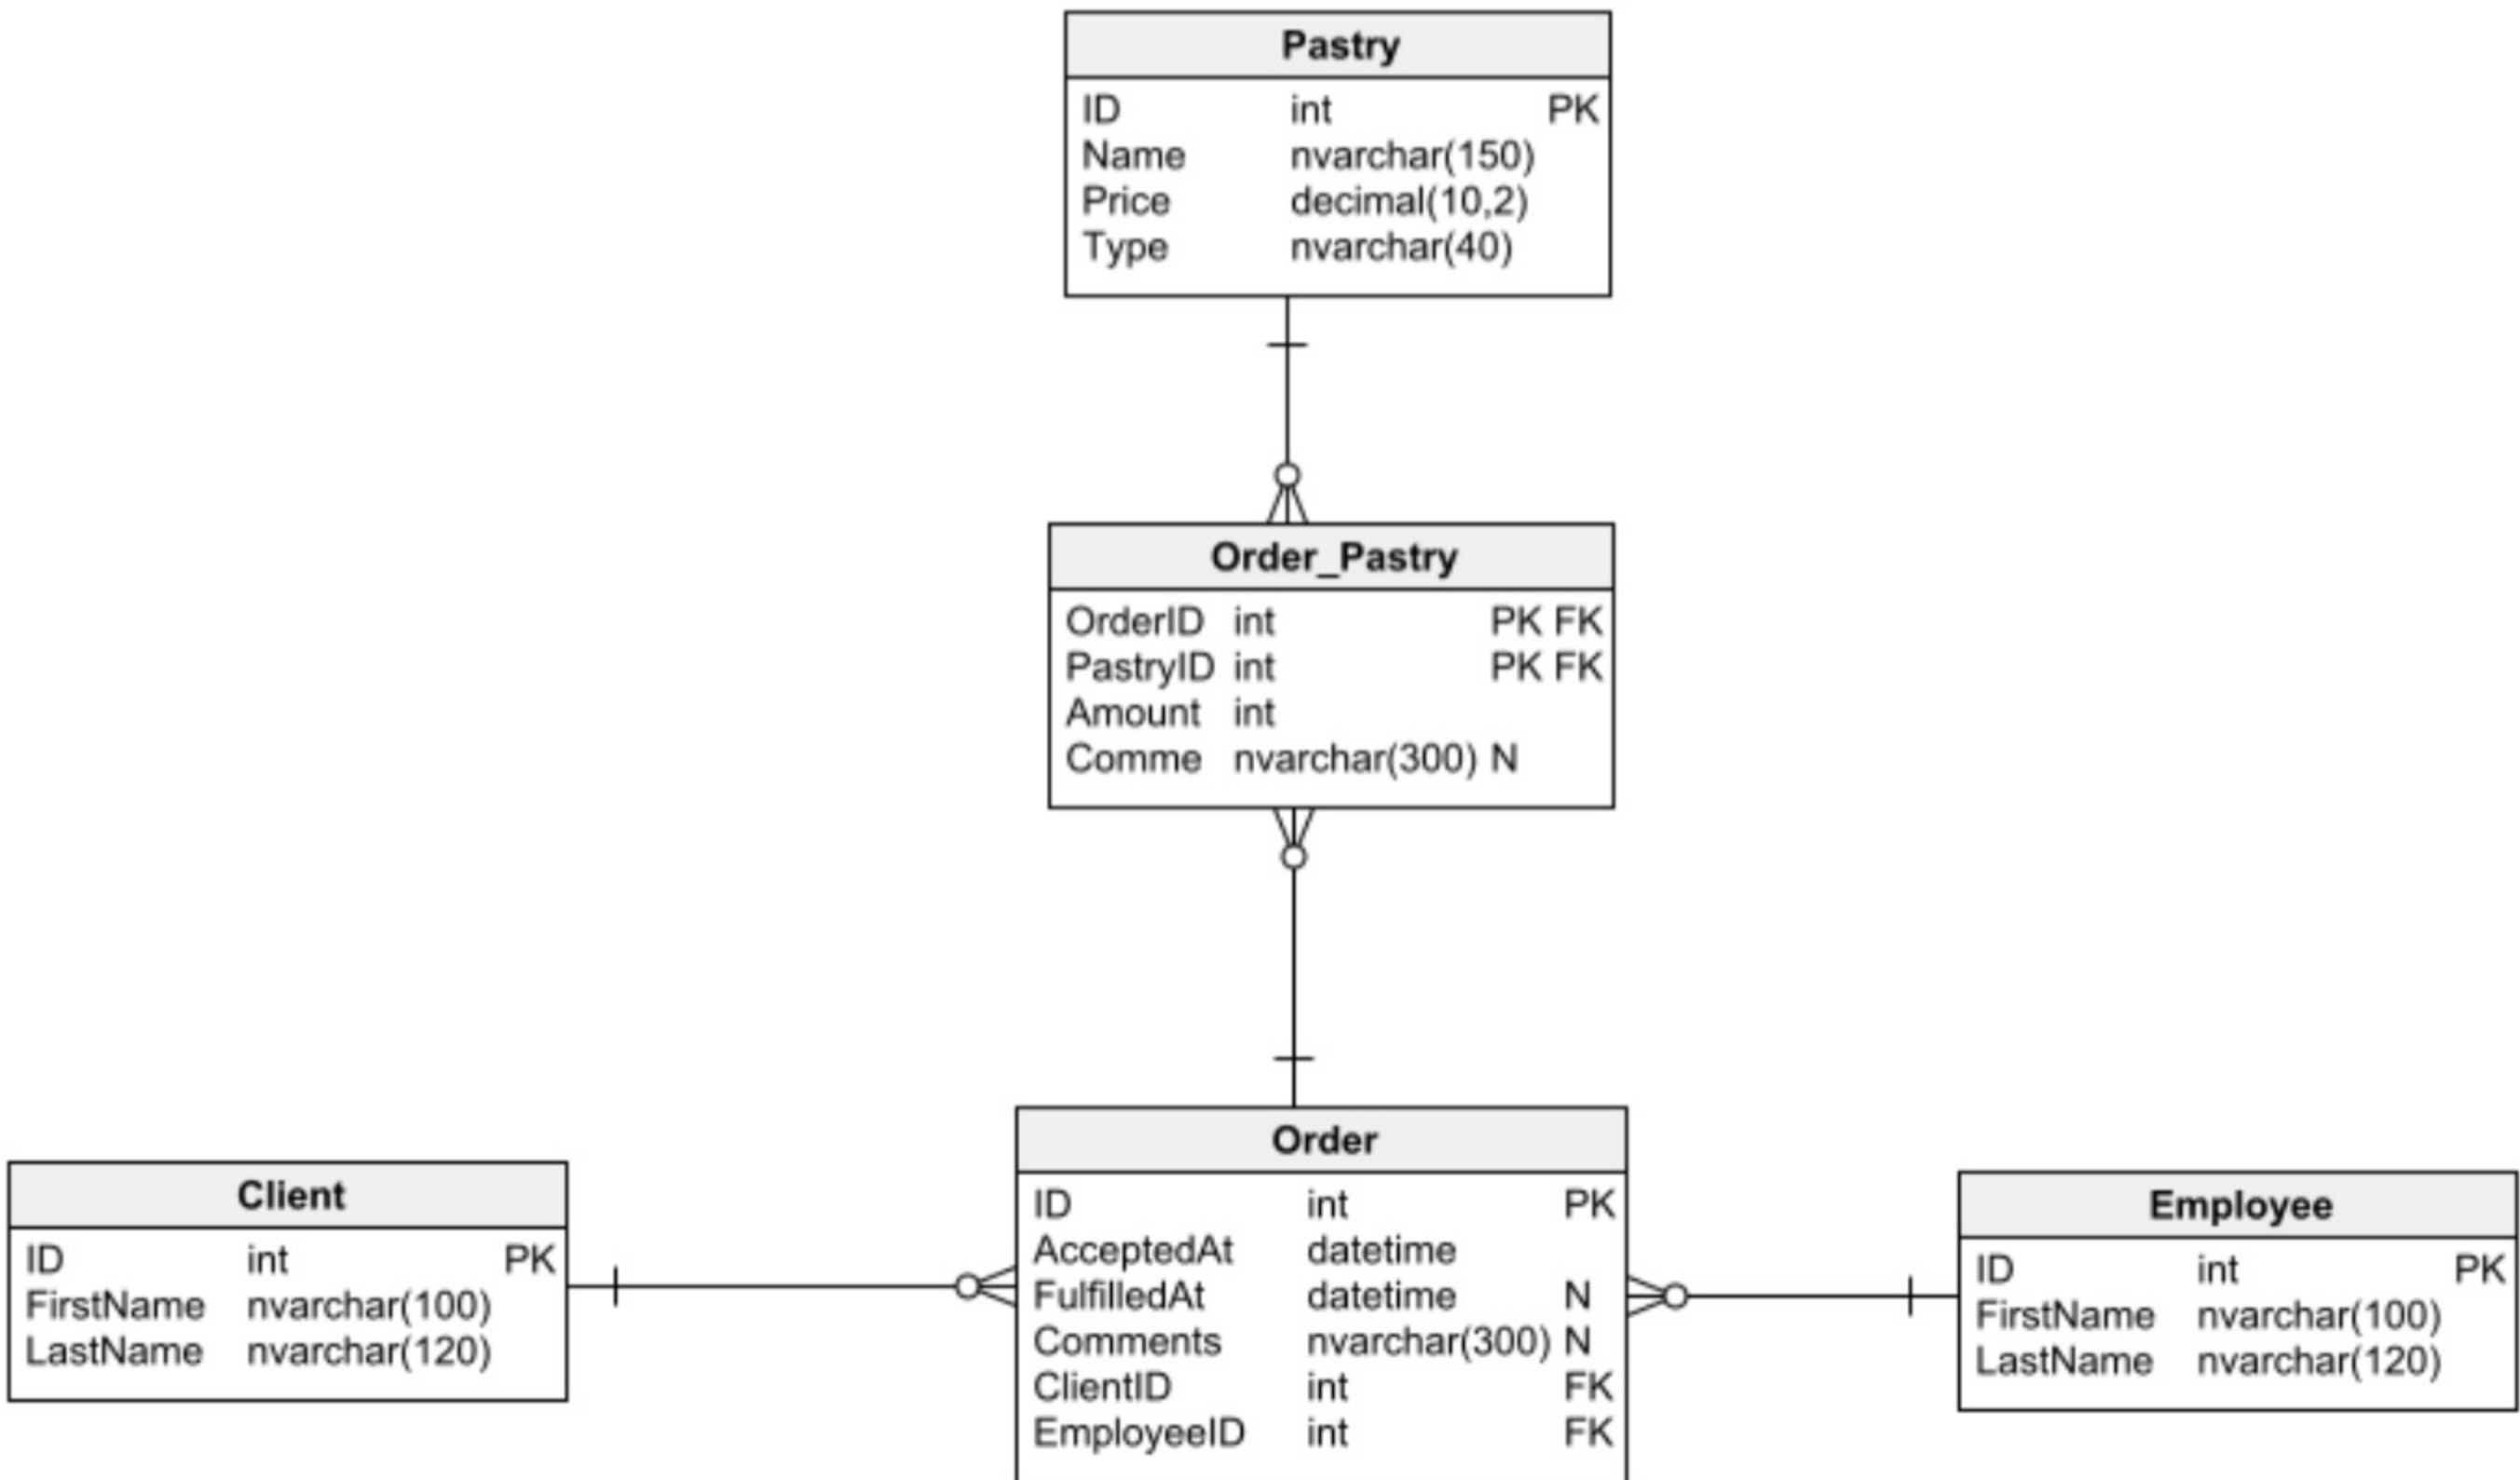 Pastry
ID int PK
Name nvarchar(150)
Price decimal(10,2)
Type nvarchar(40)
Order_Pastry
OrderID int PK FK
PastryID int PK FK
Amount int
Comme nvarchar(300) N
Order
ID int PK
AcceptedAt datetime
FulfilledAt datetime N
Comments nvarchar(300) N
ClientID int FK
EmployeeID int FK
Client
ID int PK
FirstName nvarchar(100)
LastName nvarchar(120)
Employee
ID int PK
FirstName nvarchar(100)
LastName nvarchar(120)